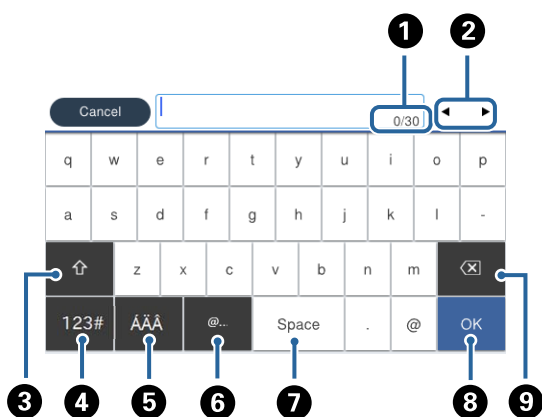 1 2
Cancel
0/30 ◀ ▶
q w e r t y u i o p
a s d f g h j k l -
z x c v b n m
123# ÁÄÂ @... Space . @ OK
3 4 5 6 7 8 9